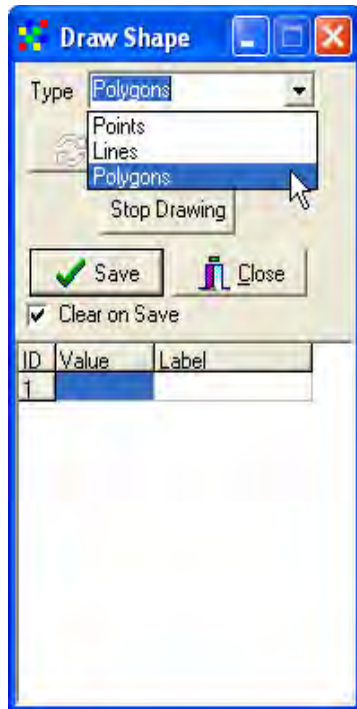 Draw Shape
Type Polygons
Points
Lines
Polygons
Stop Drawing
Save Close
Clear on Save
ID Value Label
1